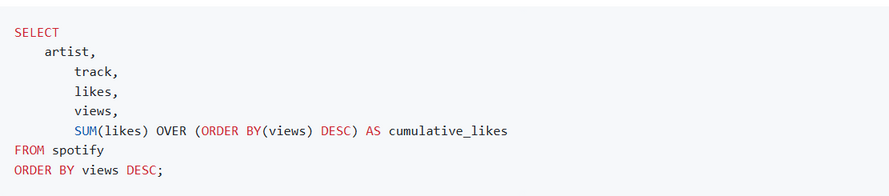 SELECT
    artist,
        track,
        likes,
        views,
        SUM(likes) OVER (ORDER BY(views) DESC) AS cumulative_likes
FROM spotify
ORDER BY views DESC;